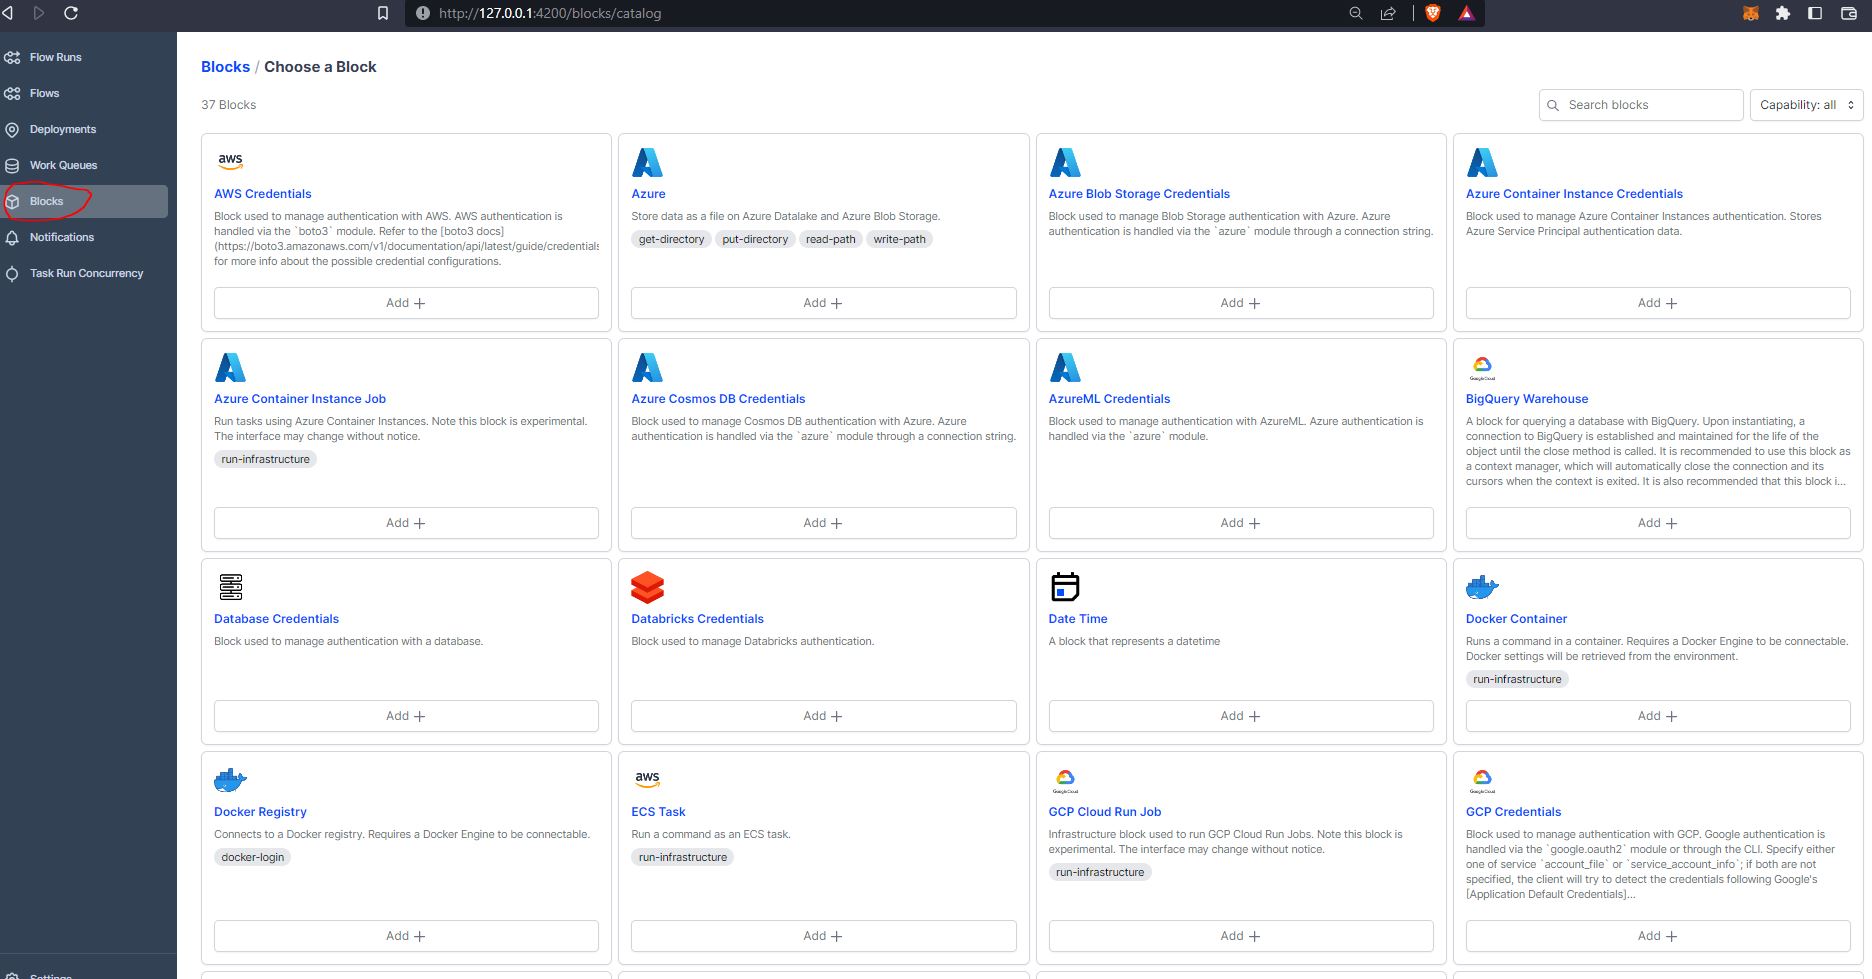 http://127.0.0.1:4200/blocks/catalog
Flow Runs
Flows
Deployments
Work Queues
Blocks
Notifications
Task Run Concurrency
Settings
Blocks / Choose a Block
37 Blocks
Search blocks
Capability: all
aws
AWS Credentials
Block used to manage authentication with AWS. AWS authentication is
handled via the `boto3` module. Refer to the [boto3 docs]
(https://boto3.amazonaws.com/v1/documentation/api/latest/guide/credentials
for more info about the possible credential configurations.
Add +
Azure
Store data as a file on Azure Datalake and Azure Blob Storage.
get-directory put-directory read-path write-path
Add +
Azure Blob Storage Credentials
Block used to manage Blob Storage authentication with Azure. Azure
authentication is handled via the `azure` module through a connection string.
Add +
Azure Container Instance Credentials
Block used to manage Azure Container Instances authentication. Stores
Azure Service Principal authentication data.
Add +
Azure Container Instance Job
Run tasks using Azure Container Instances. Note this block is experimental.
The interface may change without notice.
run-infrastructure
Add +
Azure Cosmos DB Credentials
Block used to manage Cosmos DB authentication with Azure. Azure
authentication is handled via the `azure` module through a connection string.
Add +
AzureML Credentials
Block used to manage authentication with AzureML. Azure authentication is
handled via the `azure` module.
Add +
Google Cloud
BigQuery Warehouse
A block for querying a database with BigQuery. Upon instantiating, a
connection to BigQuery is established and maintained for the life of the
object until the close method is called. It is recommended to use this block as
a context manager, which will automatically close the connection and its
cursors when the context is exited. It is also recommended that this block i...
Add +
Database Credentials
Block used to manage authentication with a database.
Add +
Databricks Credentials
Block used to manage Databricks authentication.
Add +
Date Time
A block that represents a datetime
Add +
Docker Container
Runs a command in a container. Requires a Docker Engine to be connectable.
Docker settings will be retrieved from the environment.
run-infrastructure
Add +
Docker Registry
Connects to a Docker registry. Requires a Docker Engine to be connectable.
docker-login
Add +
aws
ECS Task
Run a command as an ECS task.
run-infrastructure
Add +
Google Cloud
GCP Cloud Run Job
Infrastructure block used to run GCP Cloud Run Jobs. Note this block is
experimental. The interface may change without notice.
run-infrastructure
Add +
Google Cloud
GCP Credentials
Block used to manage authentication with GCP. Google authentication is
handled via the `google.oauth2` module or through the CLI. Specify either
one of service `account_file` or `service_account_info`; if both are not
specified, the client will try to detect the credentials following Google's
[Application Default Credentials]...
Add +